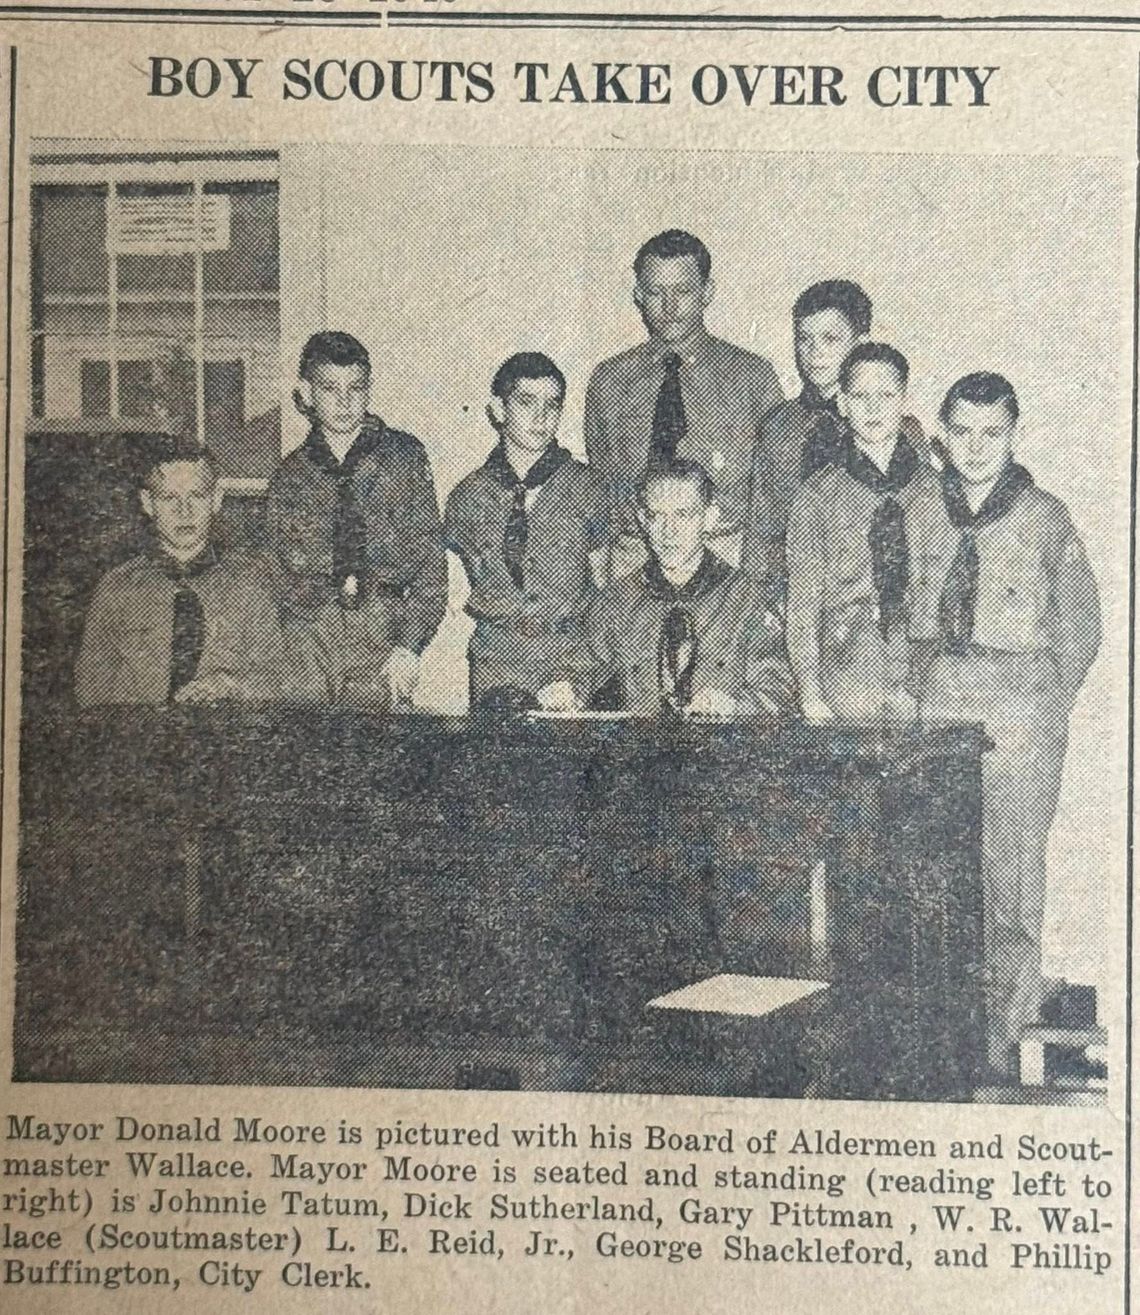 BOY SCOUTS TAKE OVER CITY
Mayor Donald Moore is pictured with his Board of Aldermen and Scout-
master Wallace. Mayor Moore is seated and standing (reading left to
right) is Johnnie Tatum, Dick Sutherland, Gary Pittman , W. R. Wal-
lace (Scoutmaster) L. E. Reid, Jr., George Shackleford, and Phillip
Buffington, City Clerk.